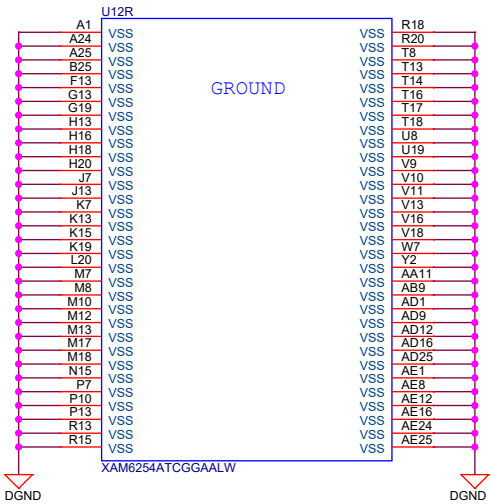 U12R
A1 VSS VSS R18
A24 VSS VSS R20
A25 VSS VSS T8
B25 VSS VSS T13
F13 VSS GROUND VSS T14
G13 VSS VSS T16
G19 VSS VSS T17
H13 VSS VSS T18
H16 VSS VSS U8
H18 VSS VSS U19
H20 VSS VSS V9
J7 VSS VSS V10
J13 VSS VSS V11
K7 VSS VSS V13
K13 VSS VSS V16
K15 VSS VSS V18
K19 VSS VSS W7
L20 VSS VSS Y2
M7 VSS VSS AA11
M8 VSS VSS AB9
M10 VSS VSS AD1
M12 VSS VSS AD9
M13 VSS VSS AD12
M17 VSS VSS AD16
M18 VSS VSS AD25
N15 VSS VSS AE1
P7 VSS VSS AE8
P10 VSS VSS AE12
P13 VSS VSS AE16
R13 VSS VSS AE24
R15 VSS VSS AE25
XAM6254ATCGGAALW
DGND DGND